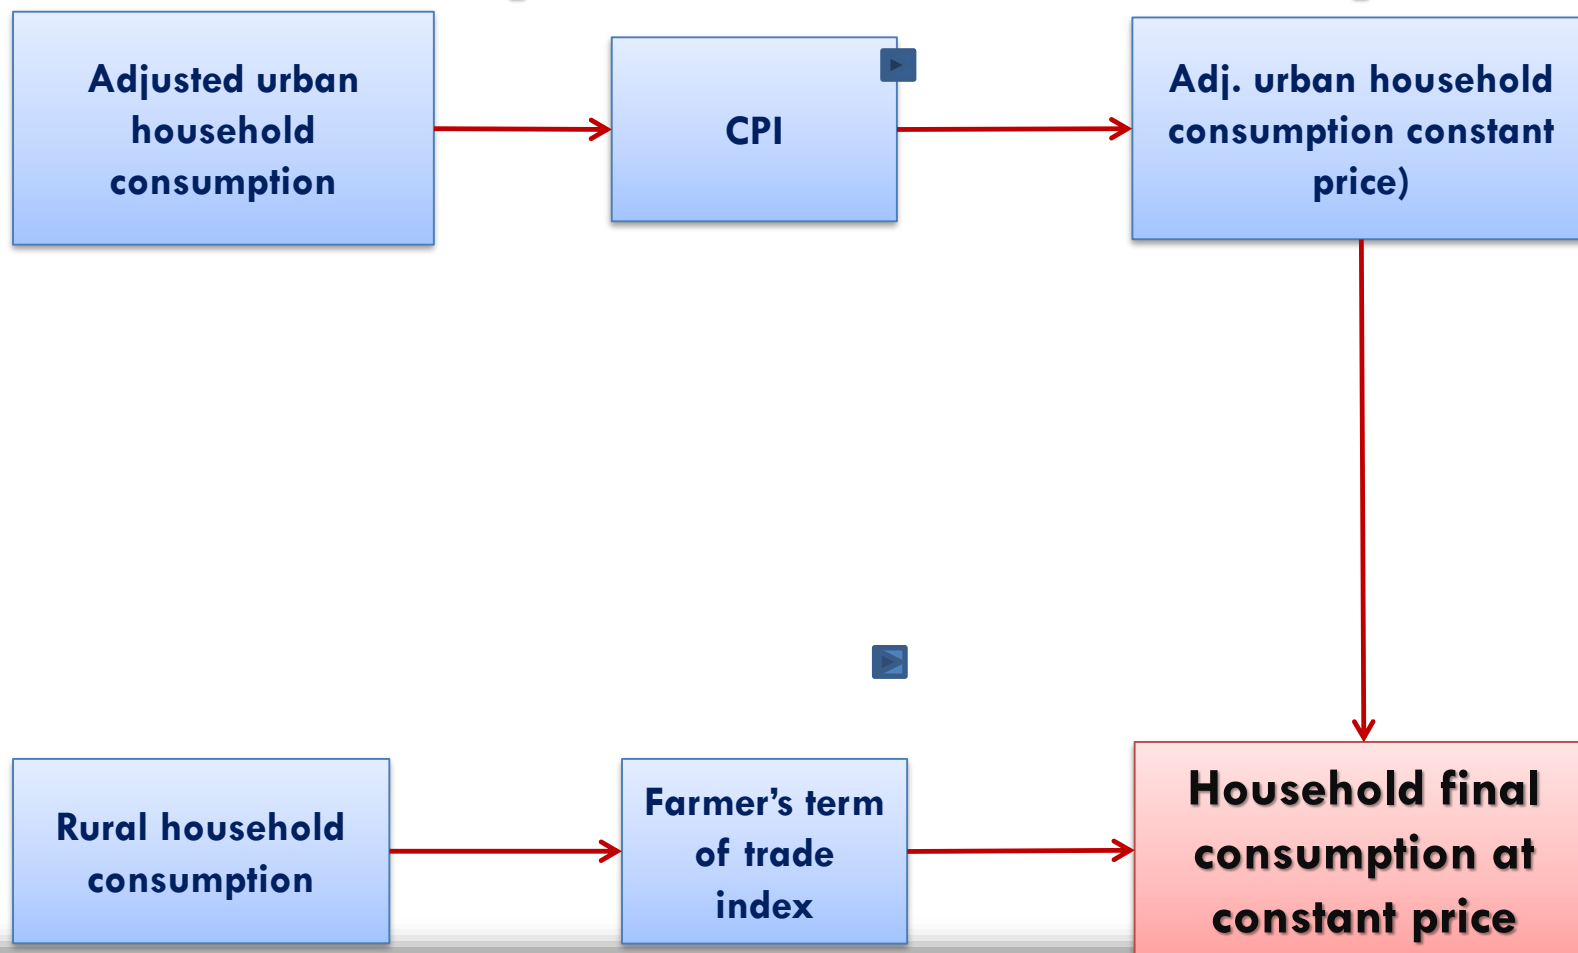 Adjusted urban
household
consumption
CPI
Adj. urban household
consumption constant
price)
Rural household
consumption
Farmer’s term
of trade
index
Household final
consumption at
constant price